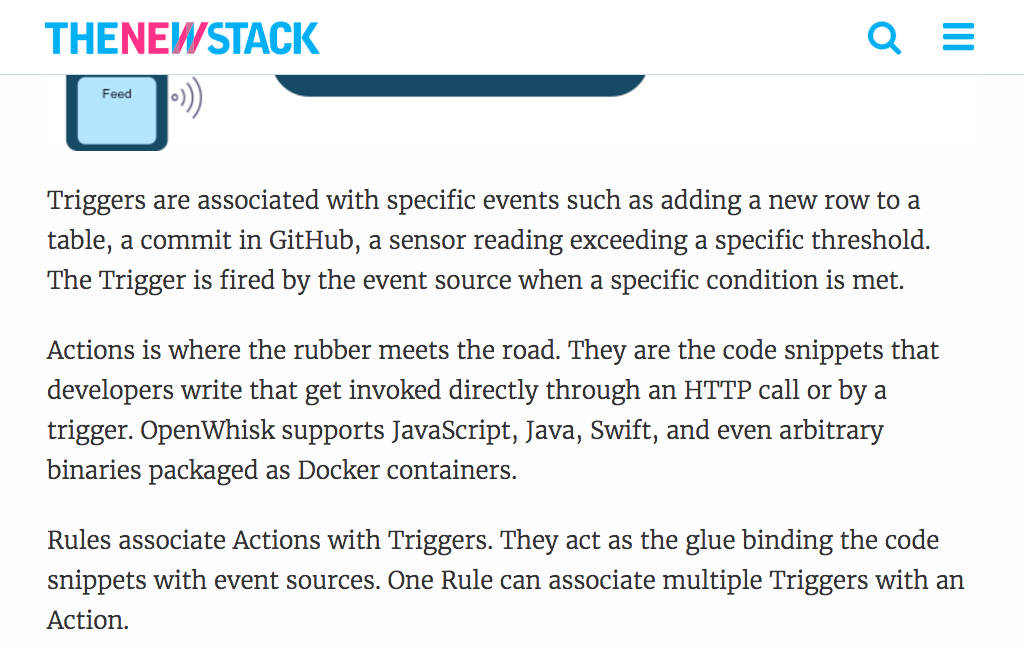 THENEWSTACK
Feed
Triggers are associated with specific events such as adding a new row to a
table, a commit in GitHub, a sensor reading exceeding a specific threshold.
The Trigger is fired by the event source when a specific condition is met.
Actions is where the rubber meets the road. They are the code snippets that
developers write that get invoked directly through an HTTP call or by a
trigger. OpenWhisk supports JavaScript, Java, Swift, and even arbitrary
binaries packaged as Docker containers.
Rules associate Actions with Triggers. They act as the glue binding the code
snippets with event sources. One Rule can associate multiple Triggers with an
Action.